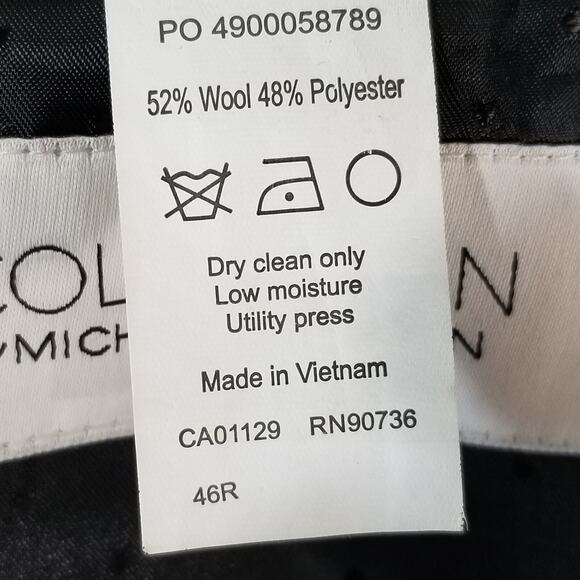 PO 4900058789
52% Wool 48% Polyester
Dry clean only
Low moisture
Utility press
Made in Vietnam
CA01129 RN90736
46R